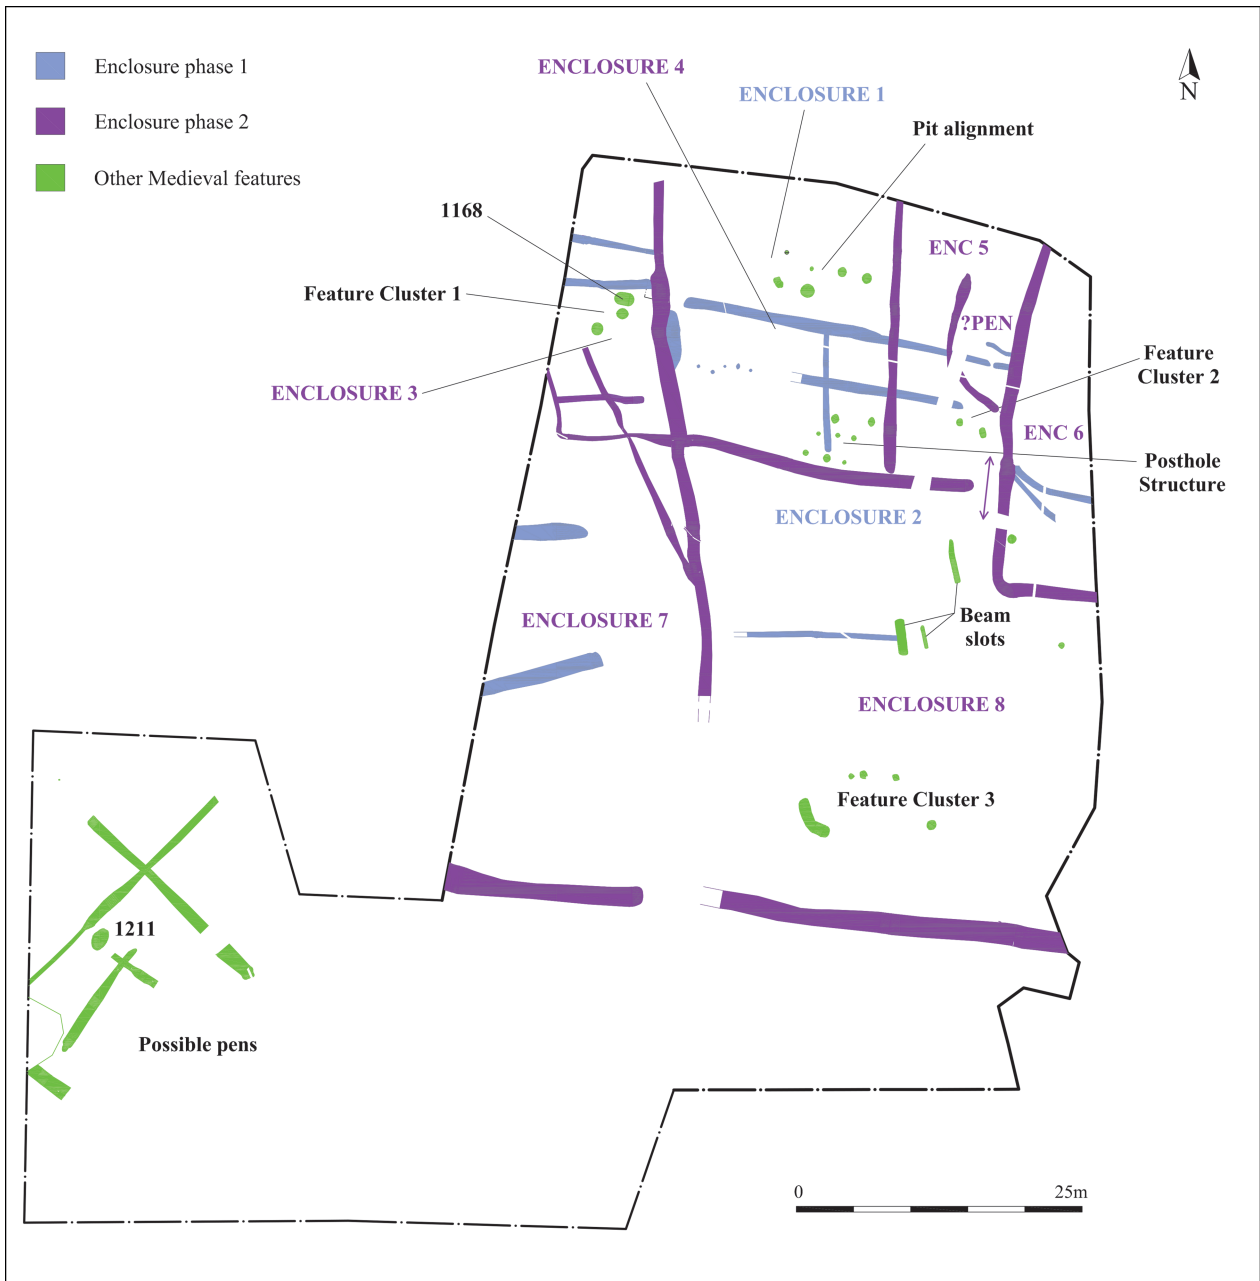 Enclosure phase 1
Enclosure phase 2
Other Medieval features
ENCLOSURE 4
ENCLOSURE 1
Pit alignment
N
1168
ENC 5
Feature Cluster 1
?PEN
Feature
Cluster 2
ENCLOSURE 3
ENC 6
Posthole
Structure
ENCLOSURE 2
ENCLOSURE 7
Beam
slots
ENCLOSURE 8
Feature Cluster 3
1211
Possible pens
0
25m